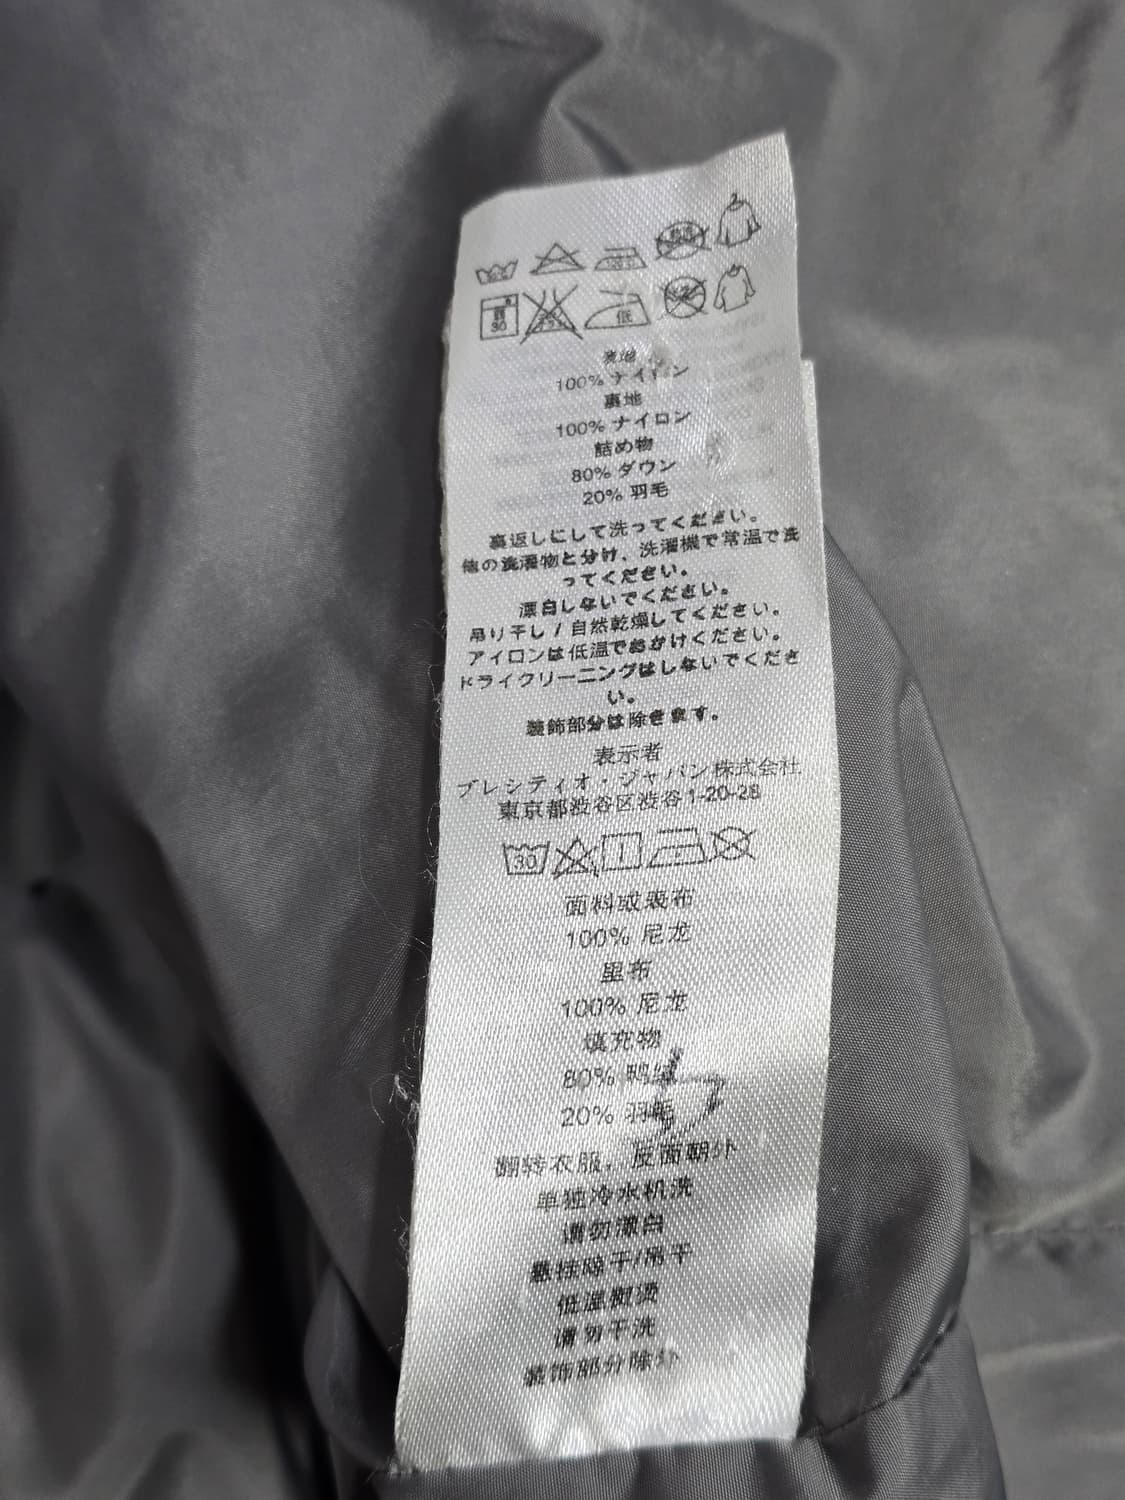 弱
30
低
表地
100% ナイロン
裏地
100% ナイロン
詰め物
80% ダウン
20% 羽毛
裏返しにして洗ってください。
他の洗濯物と分け、洗濯機で常温で洗
ってください。
漂白しないでください。
吊り干し / 自然乾燥してください。
アイロンは低温でおかけください。
ドライクリーニングはしないでくださ
い。
装飾部分は除きます。
表示者
ブレシティオ・ジャパン株式会社
東京都渋谷区渋谷1-20-28
30
面料或表布
100% 尼龙
里布
100% 尼龙
填充物
80% 鸭绒
20% 羽毛
翻转衣服，反面朝外
单独冷水机洗
请勿漂白
悬挂晾干/吊干
低温熨烫
请勿干洗
装饰部分除外